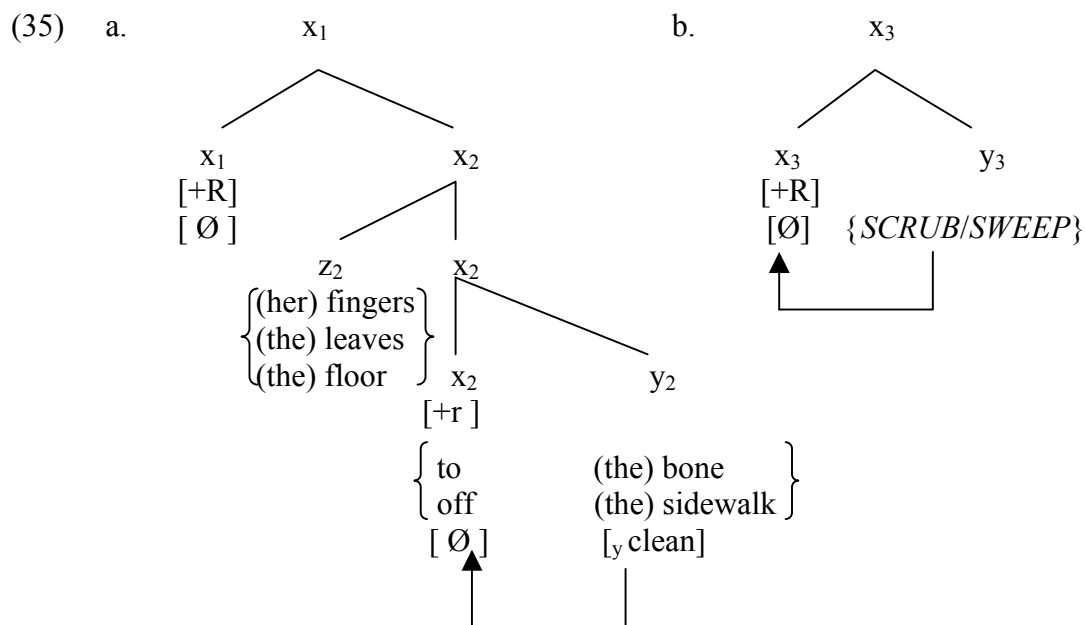 (35) a. x₁ b. x₃
x₁ x₂ x₃ y₃
[+R] [+R]
[ Ø ] [Ø] {SCRUB/SWEEP}
z₂ x₂
(her) fingers
(the) leaves
(the) floor x₂ y₂
[+r ]
to (the) bone
off (the) sidewalk
[ Ø ] [y clean]